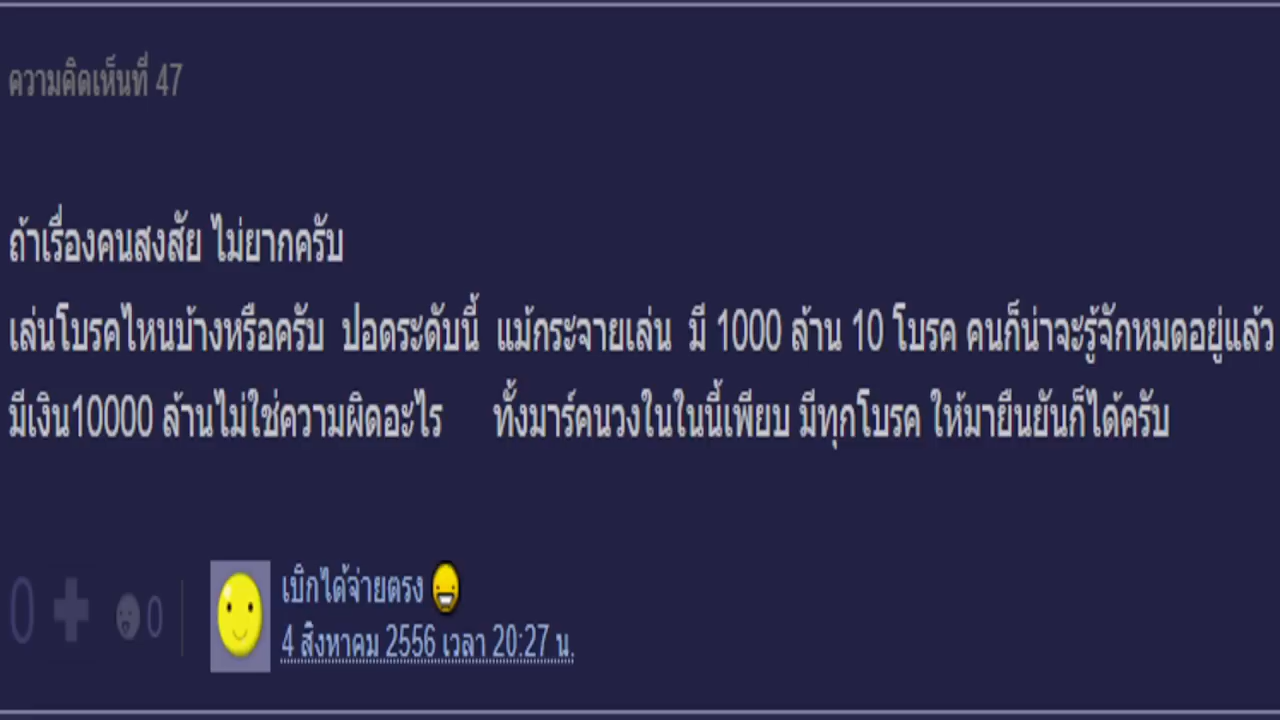 ความคิดเห็นที่ 47
ถ้าเรื่องคนสงสัย ไม่ยากครับ
เล่นโบรคไหนบ้างหรือครับ ปอดระดับนี้ แม้กระจายเล่น มี 1000 ล้าน 10 โบรค คนก็น่าจะรู้จักหมดอยู่แล้ว
มีเงิน10000 ล้านไม่ใช่ความผิดอะไร ทั้งมาร์คนวงในในนี้เพียบ มีทุกโบรค ให้มายืนยันก็ได้ครับ
0 0
เบิกได้จ่ายตรง
4 สิงหาคม 2556 เวลา 20:27 น.